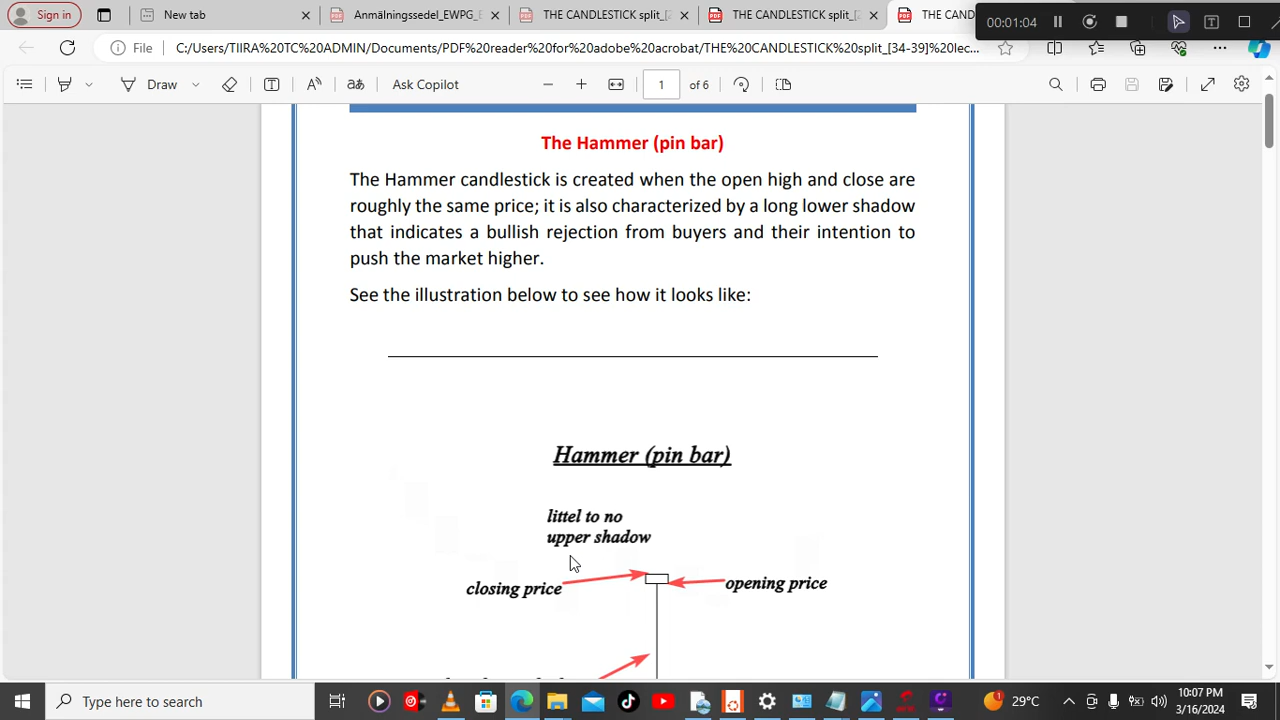 Sign in
New tab
Anmälningssedel_EWPG_E
THE CANDLESTICK split_[2
THE CANDLESTICK split_[2
THE CAND
00:01:04
File
C:/Users/TIIRA%20TC%20ADMIN/Documents/PDF%20reader%20for%20adobe%20acrobat/THE%20CANDLESTICK%20split_[34-39]%20lec...
Draw
Ask Copilot
1 of 6
The Hammer (pin bar)
The Hammer candlestick is created when the open high and close are
roughly the same price; it is also characterized by a long lower shadow
that indicates a bullish rejection from buyers and their intention to
push the market higher.
See the illustration below to see how it looks like:
Hammer (pin bar)
littel to no
upper shadow
closing price
opening price
Type here to search
1
29°C
10:07 PM
3/16/2024